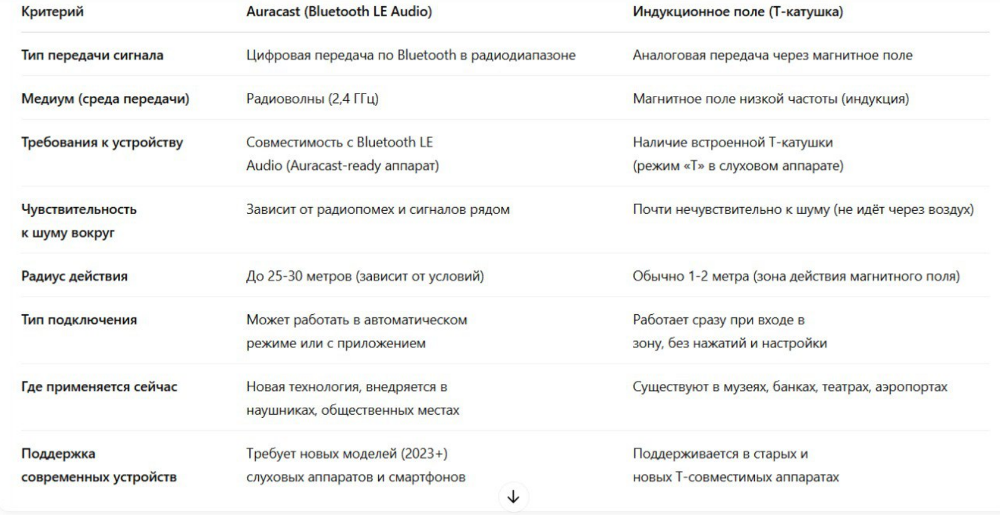 Критерий Auracast (Bluetooth LE Audio) Индукционное поле (Т-катушка)
Тип передачи сигнала Цифровая передача по Bluetooth в радиодиапазоне Аналоговая передача через магнитное поле
Медиум (среда передачи) Радиоволны (2,4 ГГц) Магнитное поле низкой частоты (индукция)
Требования к устройству Совместимость с Bluetooth LE Наличие встроенной Т-катушки
Audio (Auracast-ready аппарат) (режим «Т» в слуховом аппарате)
Чувствительность Зависит от радиопомех и сигналов рядом Почти нечувствительно к шуму (не идёт через воздух)
к шуму вокруг
Радиус действия До 25-30 метров (зависит от условий) Обычно 1-2 метра (зона действия магнитного поля)
Тип подключения Может работать в автоматическом Работает сразу при входе в
режиме или с приложением зону, без нажатий и настройки
Где применяется сейчас Новая технология, внедряется в Существуют в музеях, банках, театрах, аэропортах
наушниках, общественных местах
Поддержка Требует новых моделей (2023+) Поддерживается в старых и
современных устройств слуховых аппаратов и смартфонов новых Т-совместимых аппаратах